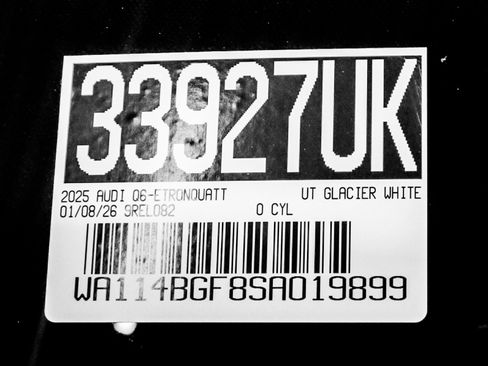 33927UK
2025 AUDI Q6-ETRONQUATT UT GLACIER WHITE
01/08/26 9REL082 0 CYL
WA114BGF8SA019899